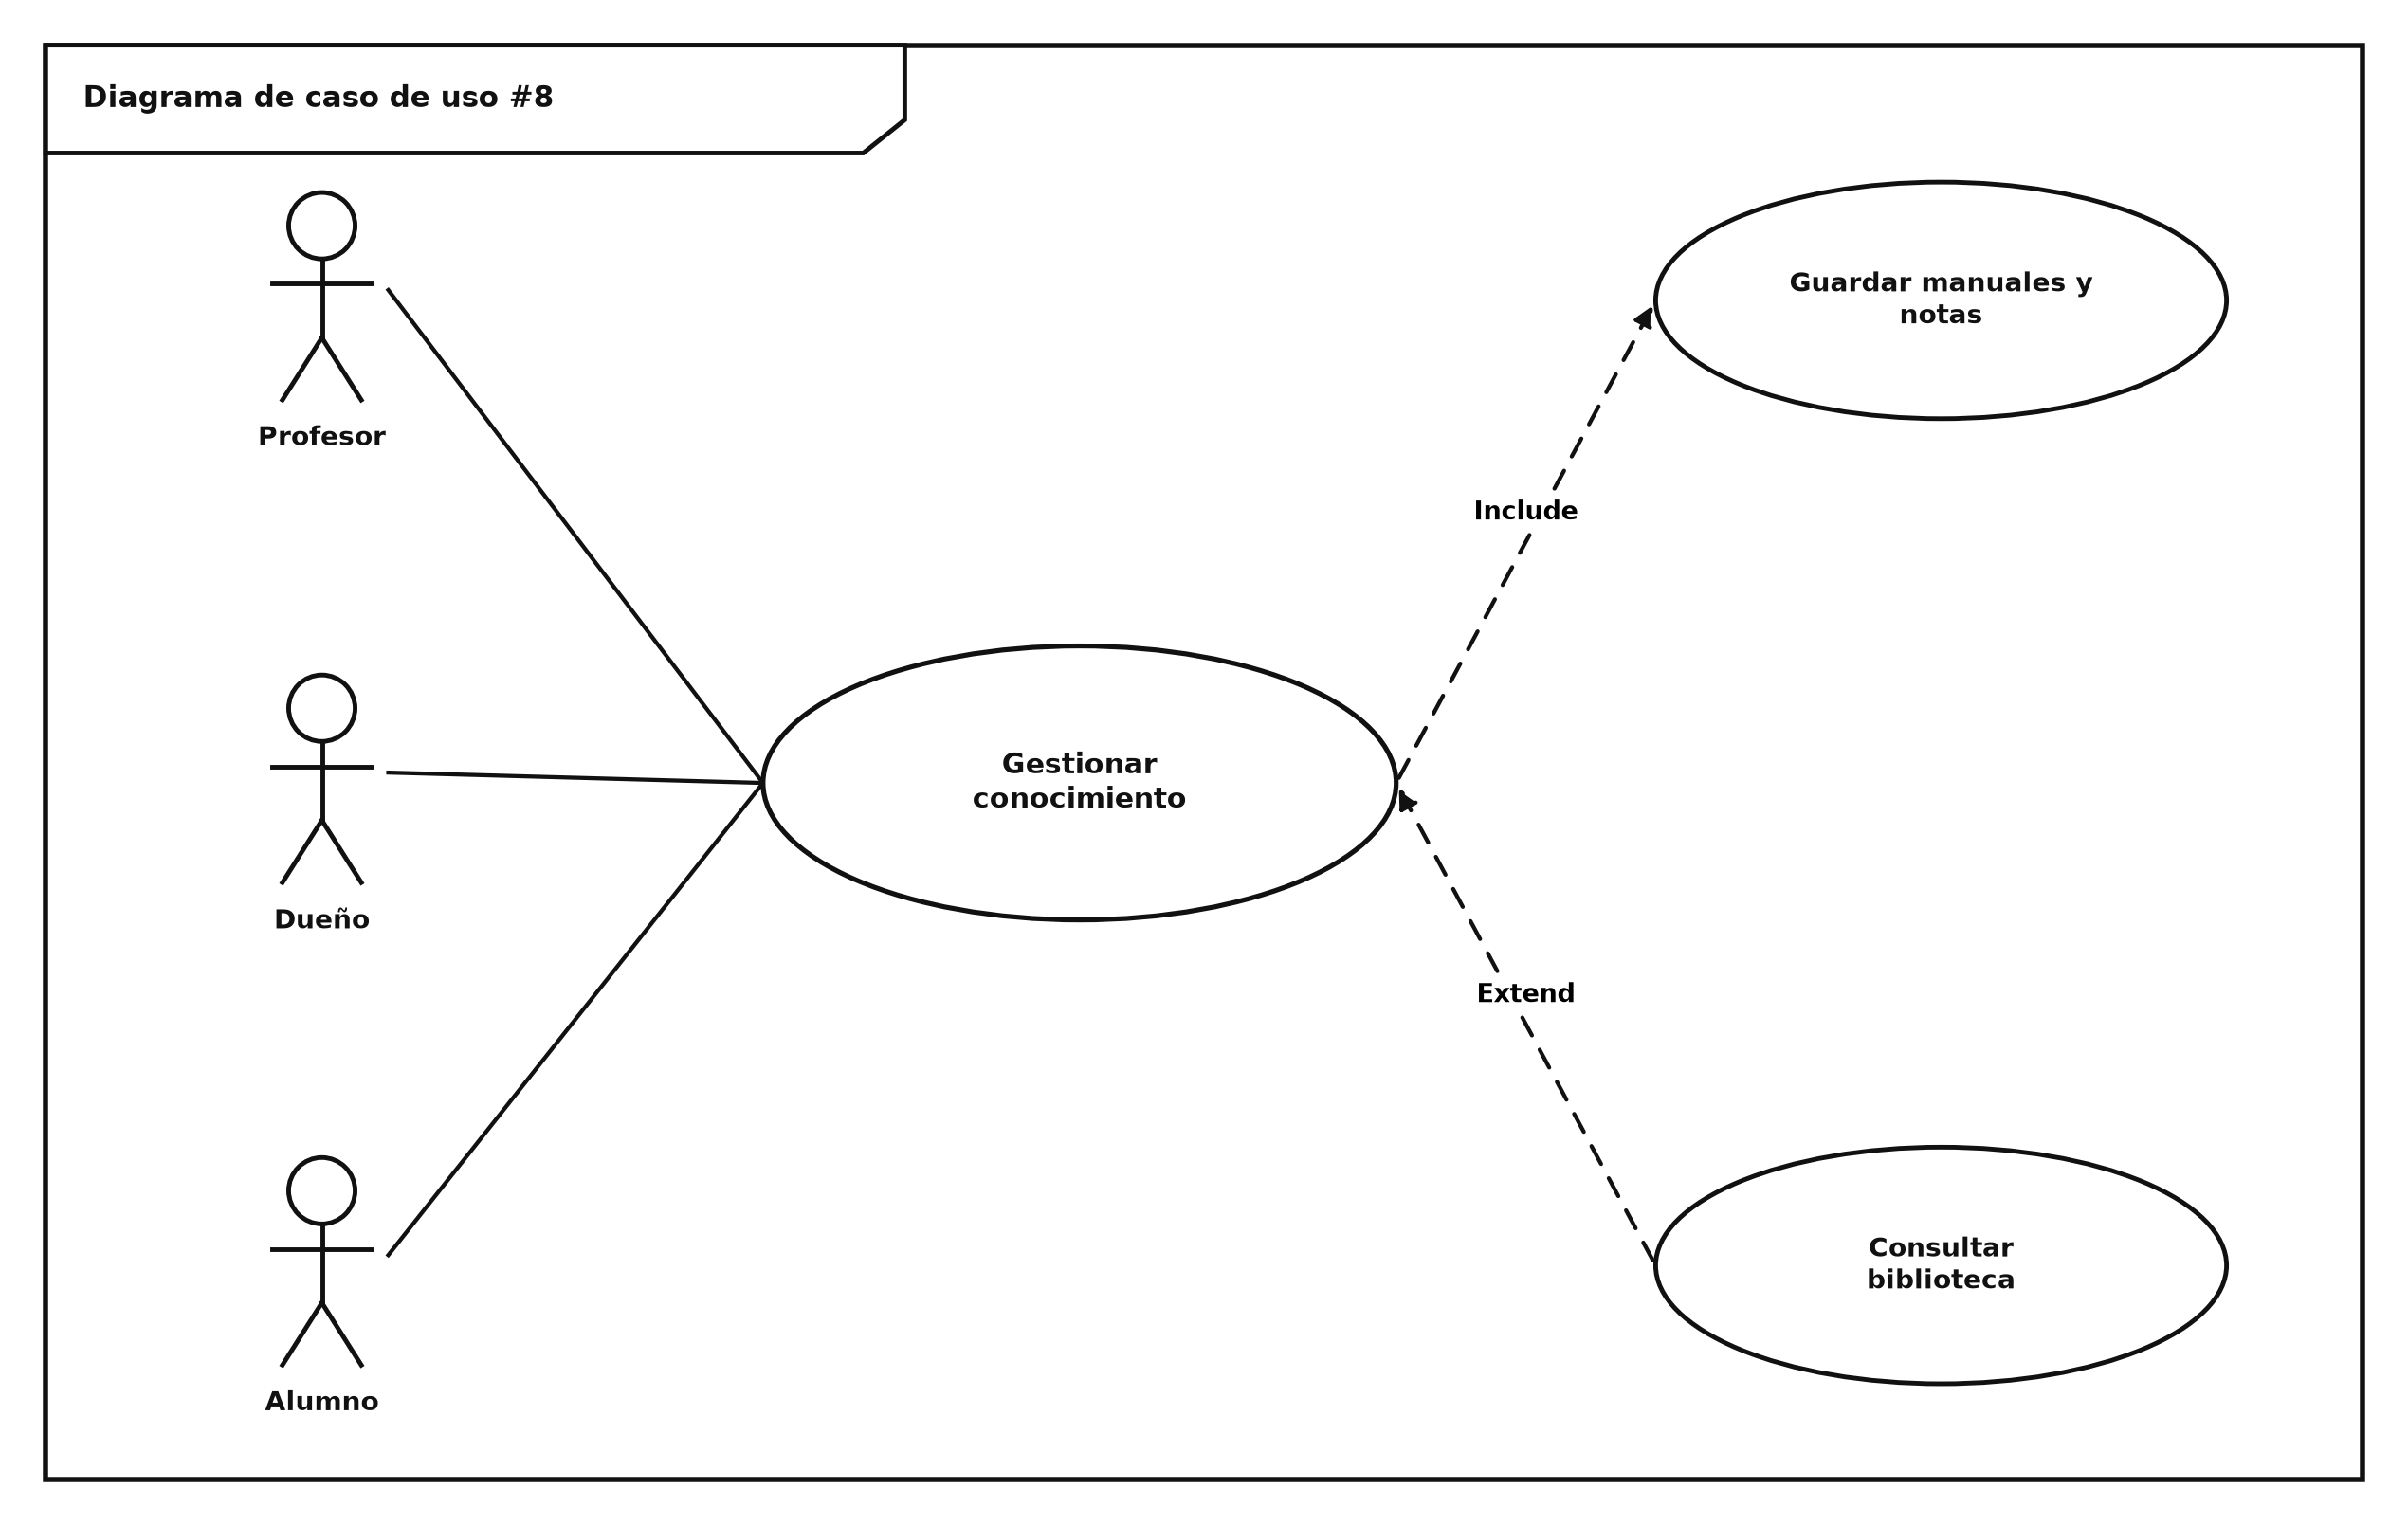 Diagrama de caso de uso #8
Profesor
Guardar manuales y
notas
Include
Gestionar
conocimiento
Dueño
Extend
Consultar
biblioteca
Alumno